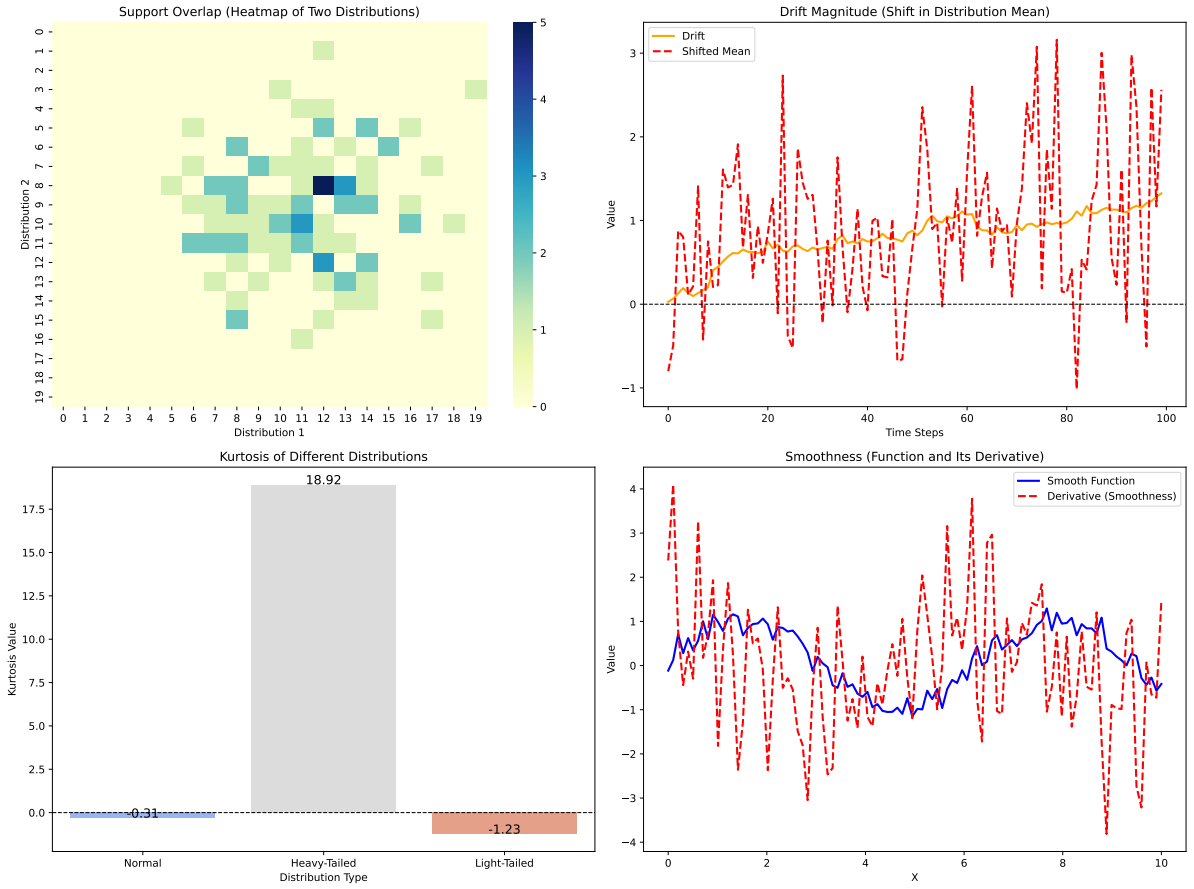 Support Overlap (Heatmap of Two Distributions)
Distribution 2
0
1
2
3
4
5
6
7
8
9
10
11
12
13
14
15
16
17
18
19
0 1 2 3 4 5 6 7 8 9 10 11 12 13 14 15 16 17 18 19
Distribution 1
5
4
3
2
1
0
Drift Magnitude (Shift in Distribution Mean)
Drift
Shifted Mean
Value
3
2
1
0
−1
0 20 40 60 80 100
Time Steps
Kurtosis of Different Distributions
Kurtosis Value
17.5
15.0
12.5
10.0
7.5
5.0
2.5
0.0
18.92
-0.31
-1.23
Normal Heavy-Tailed Light-Tailed
Distribution Type
Smoothness (Function and Its Derivative)
Smooth Function
Derivative (Smoothness)
Value
4
3
2
1
0
−1
−2
−3
−4
0 2 4 6 8 10
X